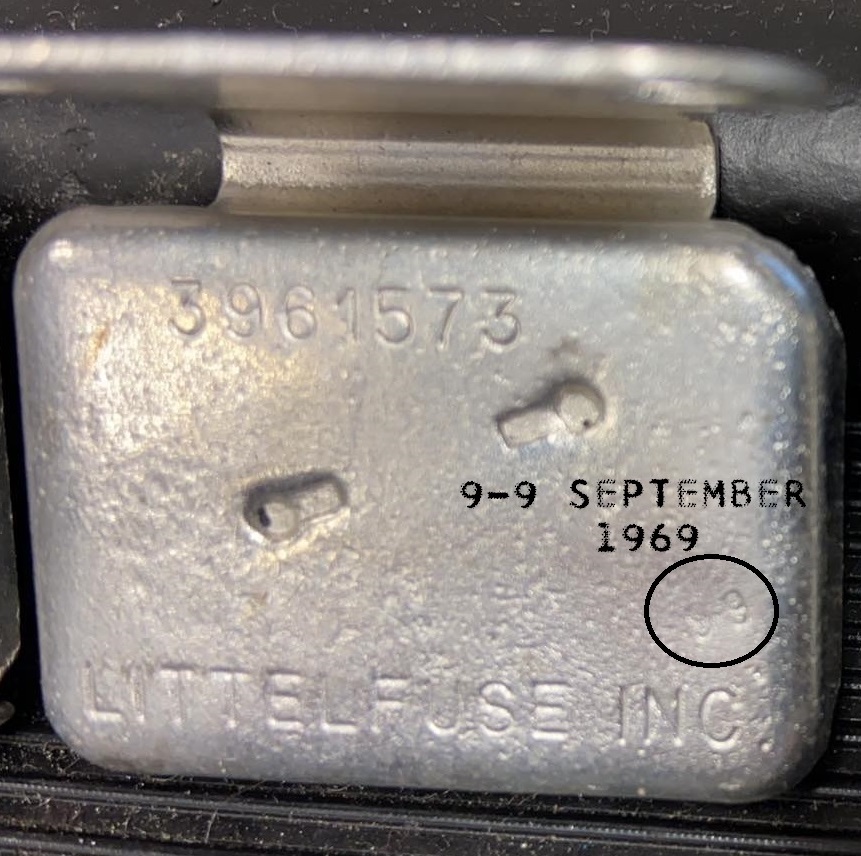 3961573
9-9 SEPTEMBER
1969
LITTELFUSE INC.